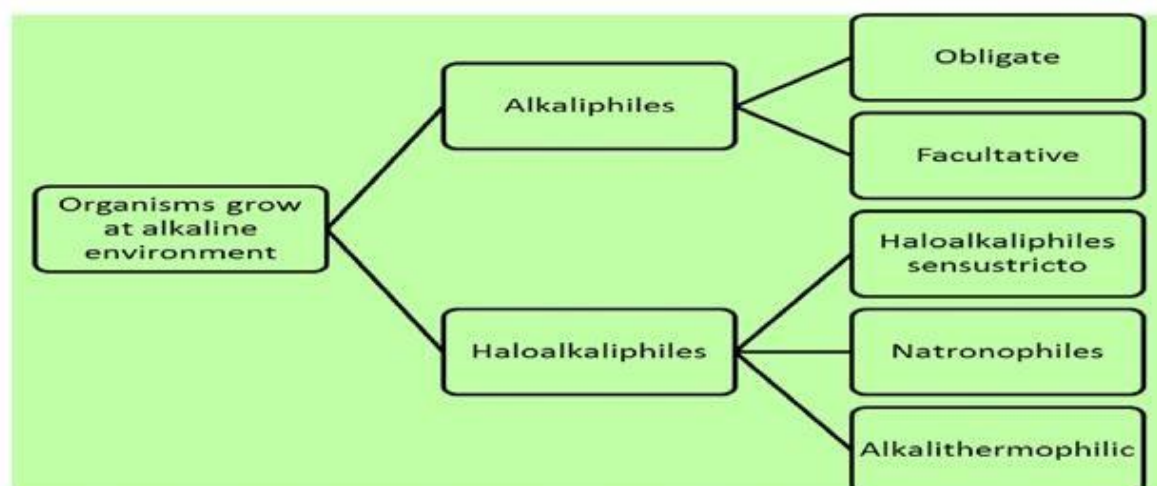 Obligate
Alkaliphiles
Facultative
Organisms grow
at alkaline
environment
Haloalkaliphiles
sensustricto
Haloalkaliphiles
Natronophiles
Alkalithermophilic